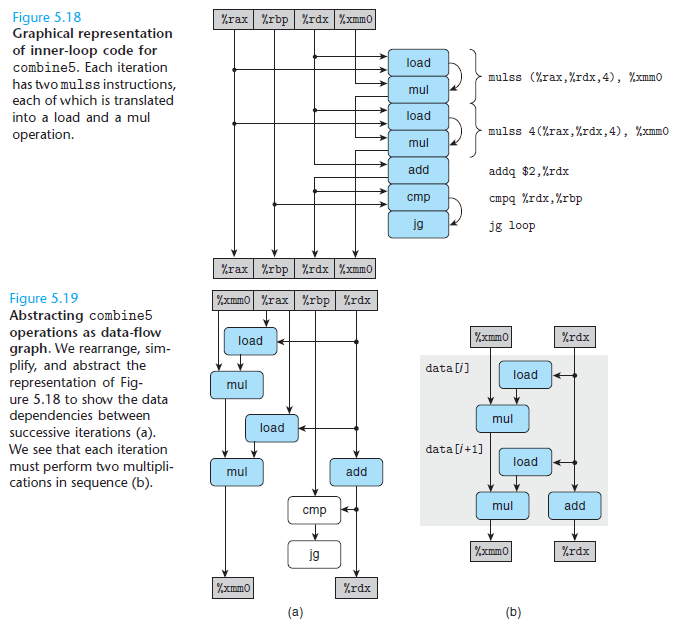 Figure 5.18
Graphical representation
of inner-loop code for
combine5. Each iteration
has two mulss instructions,
each of which is translated
into a load and a mul
operation.
%rax %rbp %rdx %xmm0
load
mul
mulss (%rax,%rdx,4), %xmm0
load
mul
mulss 4(%rax,%rdx,4), %xmm0
add
addq $2,%rdx
cmp
cmpq %rdx,%rbp
jg
jg loop
%rax %rbp %rdx %xmm0
Figure 5.19
Abstracting combine5
operations as data-flow
graph. We rearrange, sim-
plify, and abstract the
representation of Fig-
ure 5.18 to show the data
dependencies between
successive iterations (a).
We see that each iteration
must perform two multipli-
cations in sequence (b).
%xmm0 %rax %rbp %rdx
load
mul
load
mul
add
cmp
jg
%xmm0 %rdx
(a)
%xmm0 %rdx
data[i]
load
mul
data[i+1]
load
mul
add
%xmm0 %rdx
(b)